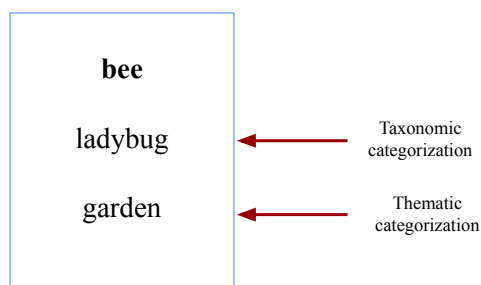 bee
ladybug
Taxonomic
categorization
garden
Thematic
categorization